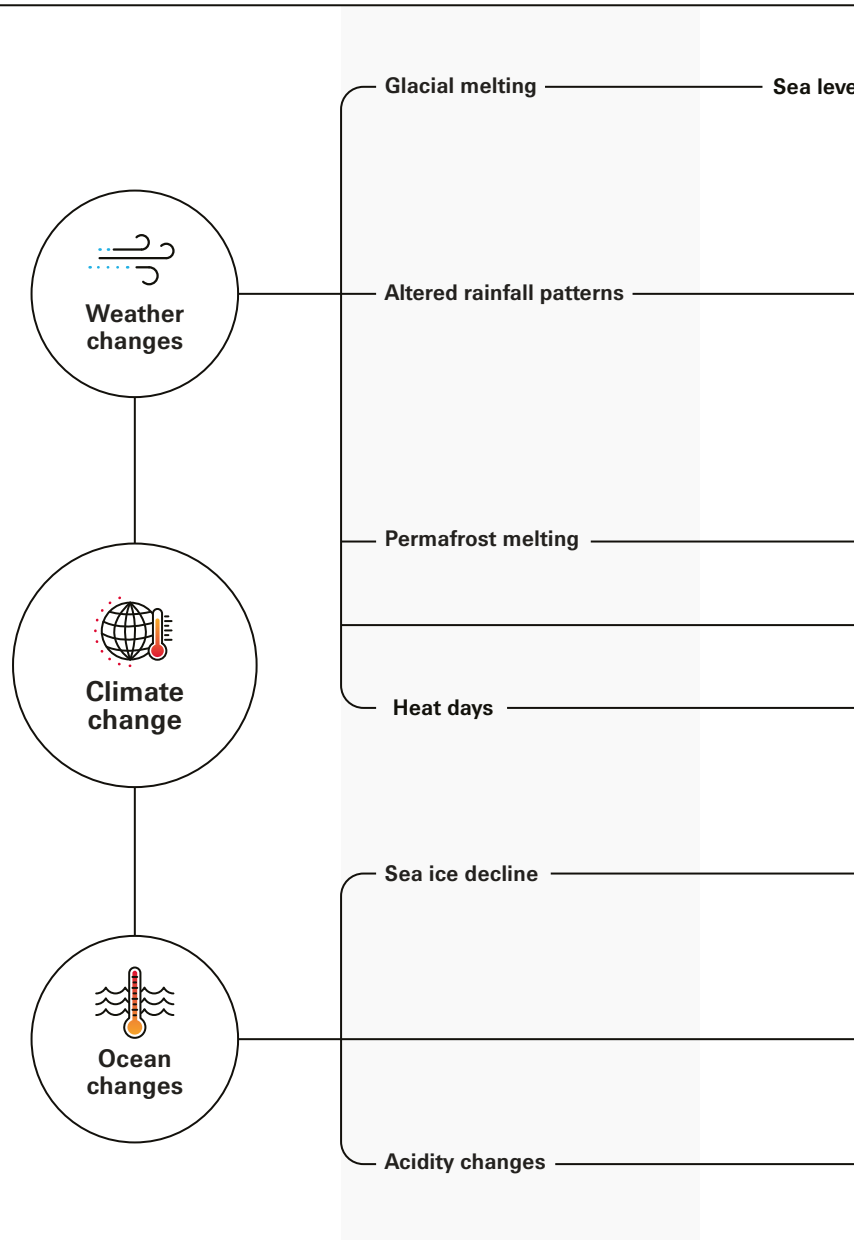 Glacial melting
Sea leve
Weather
changes
Altered rainfall patterns
Permafrost melting
Climate
change
Heat days
Sea ice decline
Ocean
changes
Acidity changes